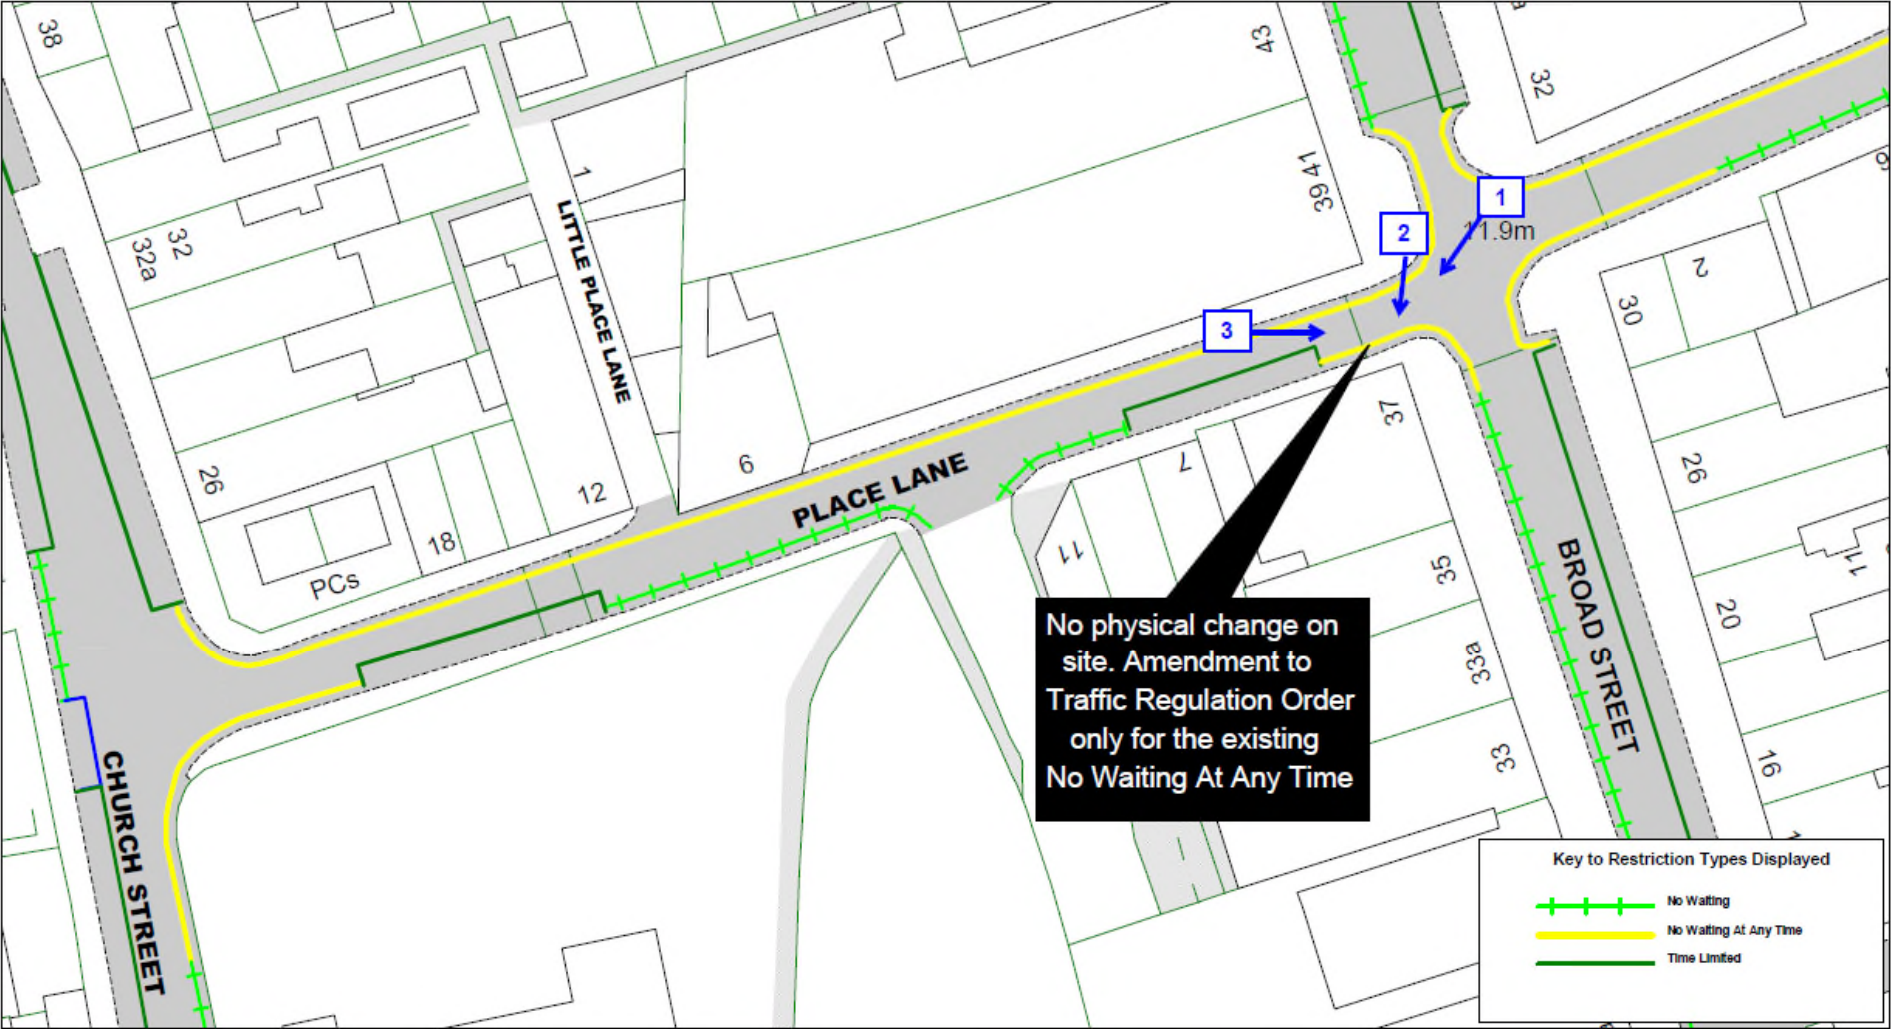 38
43
32
1
39 41
1
2
11.9m
32
32a
LITTLE PLACE LANE
2
30
3
6
37
26
12
7
26
PLACE LANE
18
11
35
11
PCs
BROAD STREET
20
No physical change on
site. Amendment to
Traffic Regulation Order
only for the existing
No Waiting At Any Time
33a
33
16
CHURCH STREET
Key to Restriction Types Displayed
No Waiting
No Waiting At Any Time
Time Limited